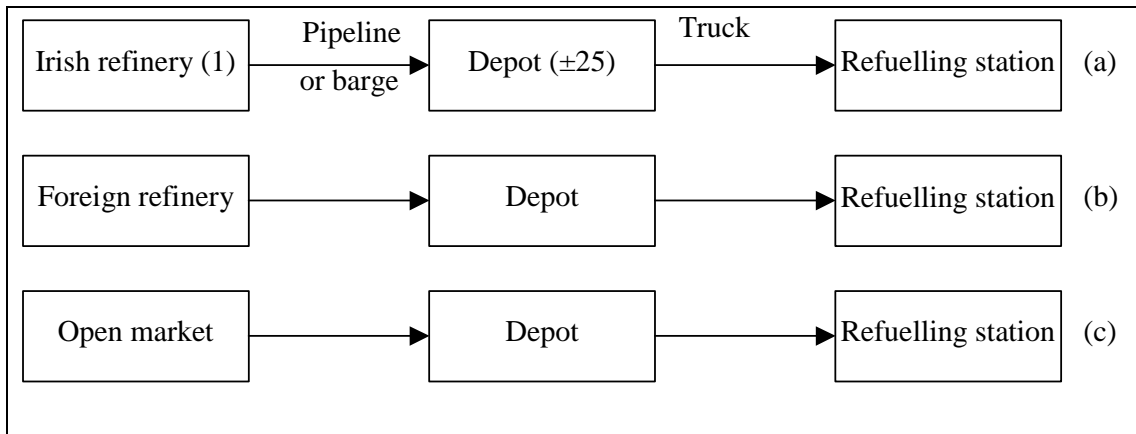 Irish refinery (1)
Pipeline
or barge
Depot (±25)
Truck
Refuelling station
(a)
Foreign refinery
Depot
Refuelling station
(b)
Open market
Depot
Refuelling station
(c)